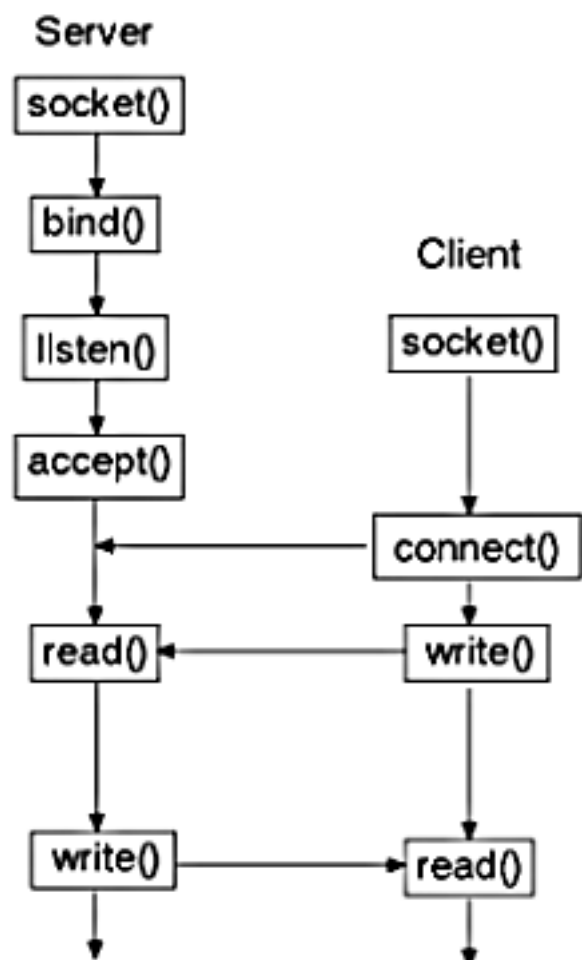 Server
socket()
bind()
listen()
accept()
read()
write()
Client
socket()
connect()
write()
read()